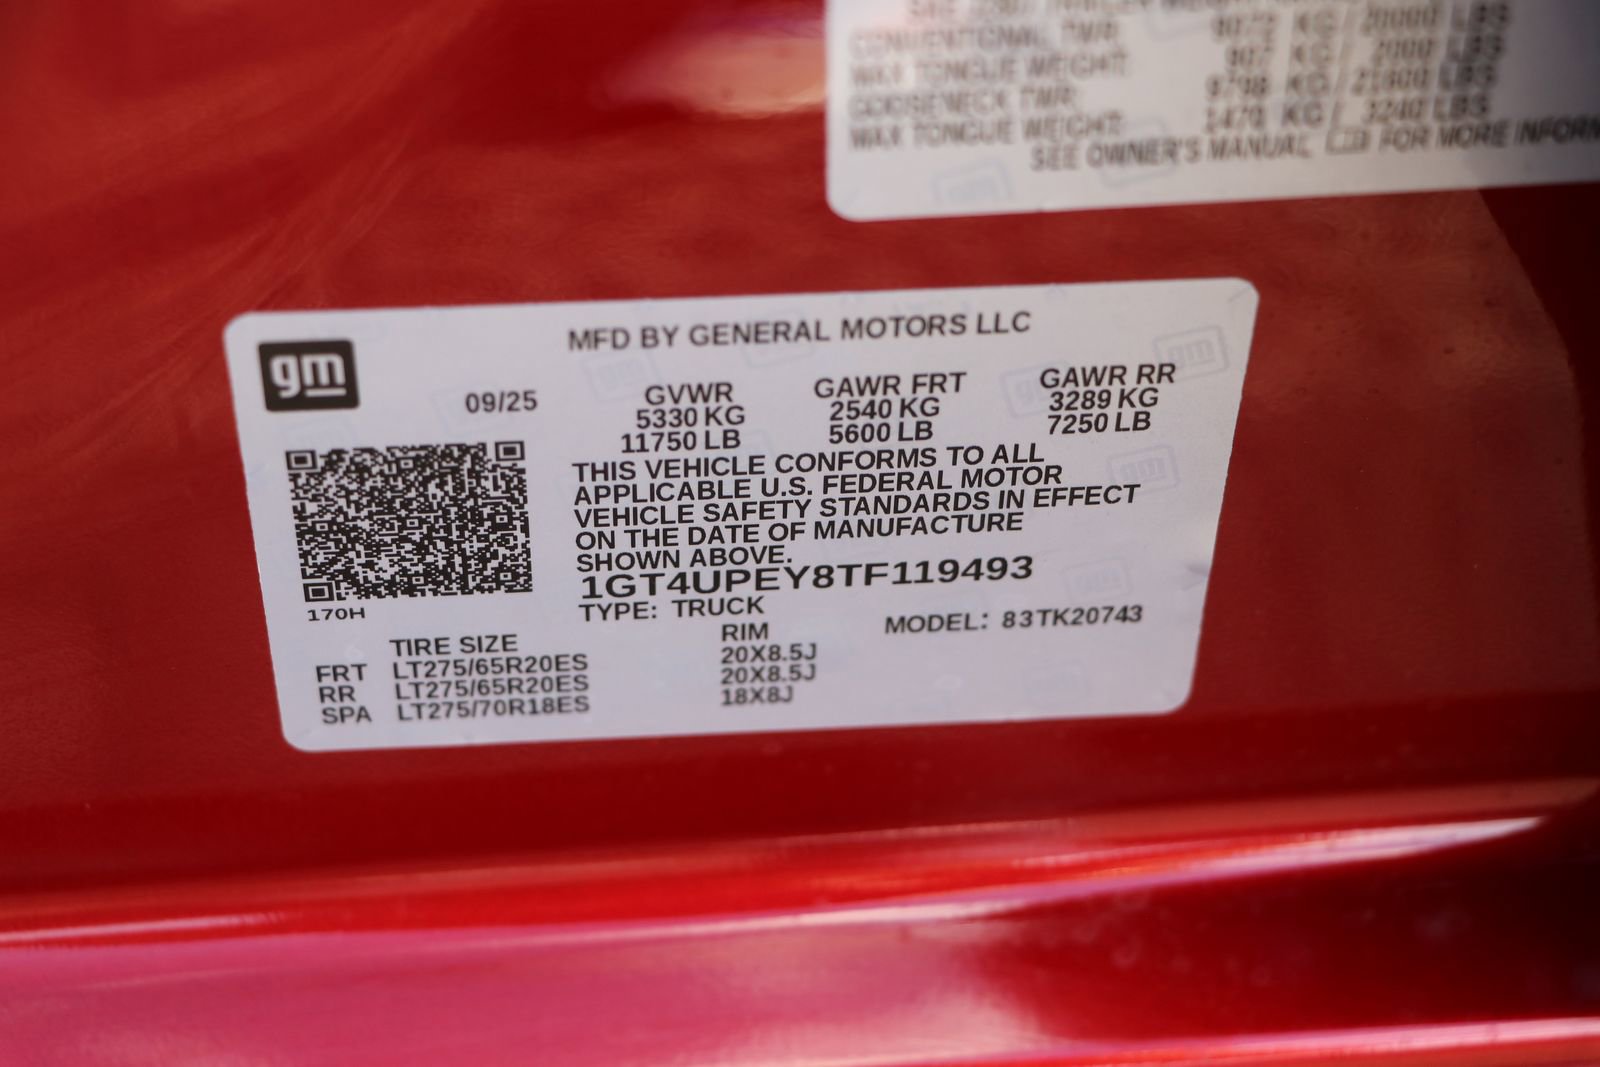 CONVENTIONAL TWR: 9072 KG / 20000 LBS
MAX TONGUE WEIGHT: 907 KG / 2000 LBS
GOOSENECK TWR: 9798 KG / 21600 LBS
MAX TONGUE WEIGHT: 1470 KG / 3240 LBS
SEE OWNER'S MANUAL FOR MORE
gm
MFD BY GENERAL MOTORS LLC
09/25
GVWR GAWR FRT GAWR RR
5330 KG 2540 KG 3289 KG
11750 LB 5600 LB 7250 LB
THIS VEHICLE CONFORMS TO ALL
APPLICABLE U.S. FEDERAL MOTOR
VEHICLE SAFETY STANDARDS IN EFFECT
ON THE DATE OF MANUFACTURE
SHOWN ABOVE.
1GT4UPEY8TF119493
170H
TYPE: TRUCK
MODEL: 83TK20743
TIRE SIZE RIM
FRT LT275/65R20ES 20X8.5J
RR LT275/65R20ES 20X8.5J
SPA LT275/70R18ES 18X8J